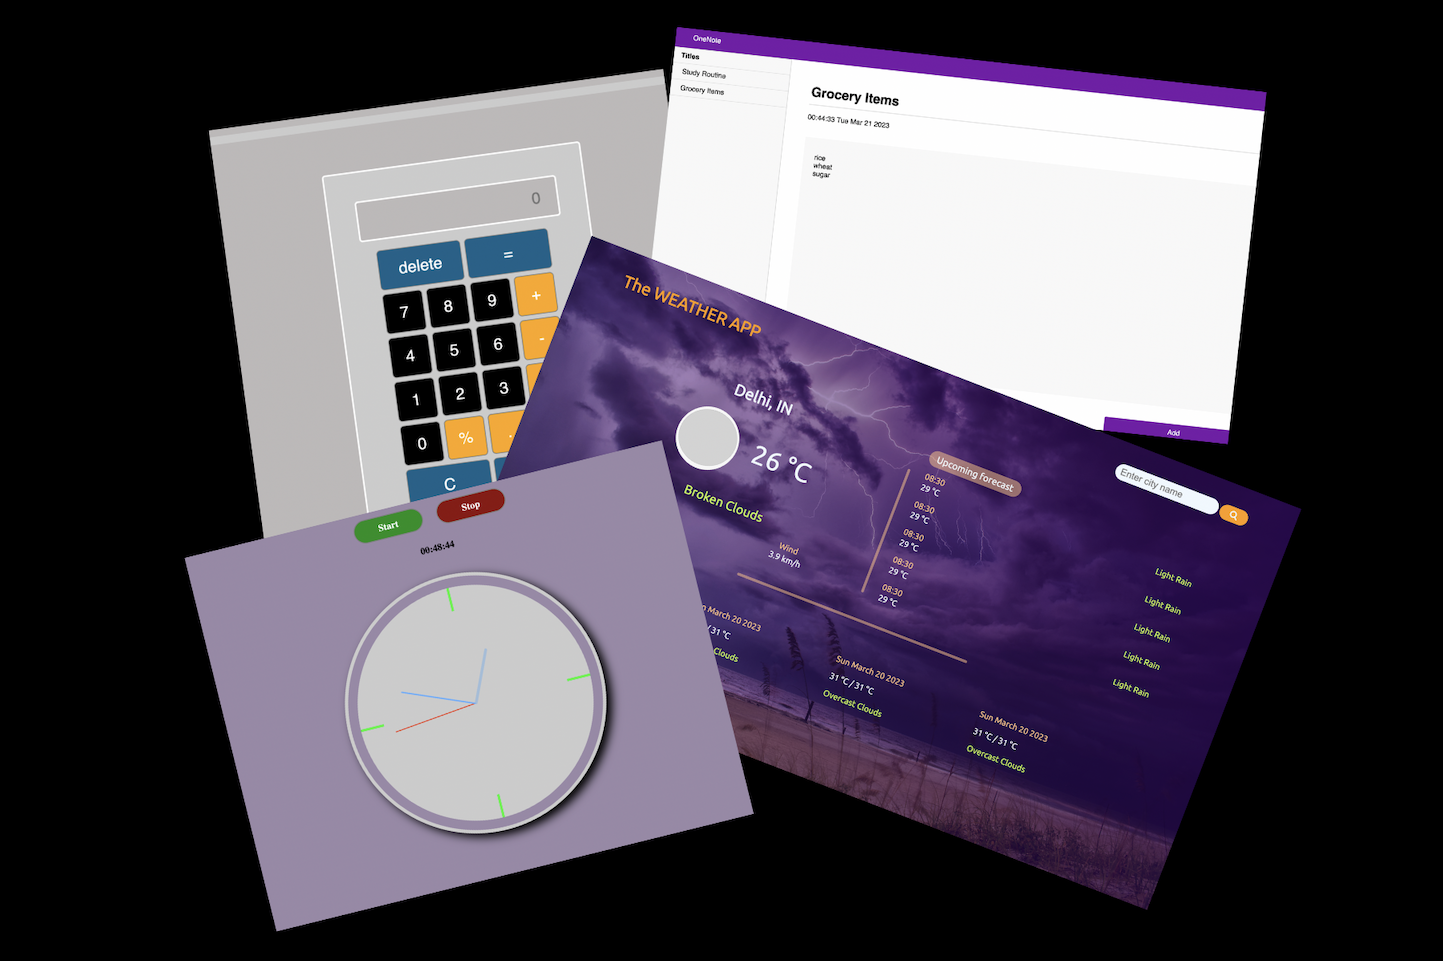 OneNote
Titles
Study Routine
Grocery Items
Grocery Items
00:44:33 Tue Mar 21 2023
rice
wheat
sugar
Add
0
delete =
7 8 9 +
4 5 6 -
1 2 3
0 % .
C
The WEATHER APP
Delhi, IN
26 °C
Broken Clouds
Wind
3.9 km/h
Upcoming forecast
08:30
29 °C
08:30
29 °C
08:30
29 °C
08:30
29 °C
08:30
29 °C
Enter city name
Light Rain
Light Rain
Light Rain
Light Rain
Light Rain
March 20 2023
/31 °C
Clouds
Sun March 20 2023
31 °C / 31 °C
Overcast Clouds
Sun March 20 2023
31 °C / 31 °C
Overcast Clouds
Start Stop
00:48:44